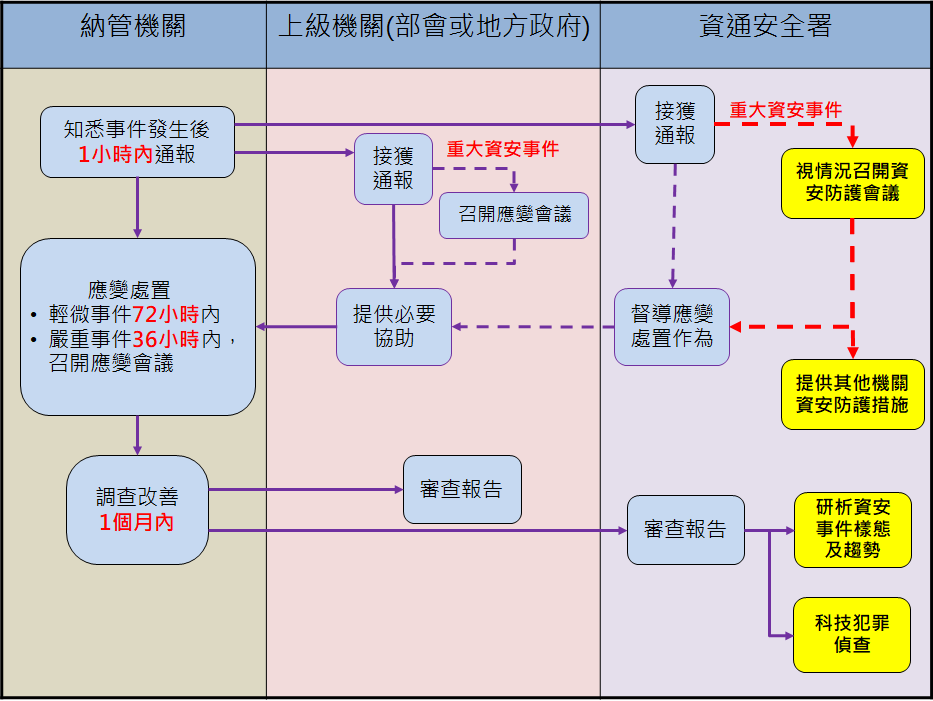 納管機關
上級機關(部會或地方政府)
資通安全署
知悉事件發生後
1小時內通報
應變處置
• 輕微事件72小時內
• 嚴重事件36小時內，
召開應變會議
調查改善
1個月內
接獲
通報
重大資安事件
召開應變會議
提供必要
協助
審查報告
接獲
通報
重大資安事件
視情況召開資
安防護會議
督導應變
處置作為
提供其他機關
資安防護措施
審查報告
研析資安
事件樣態
及趨勢
科技犯罪
偵查